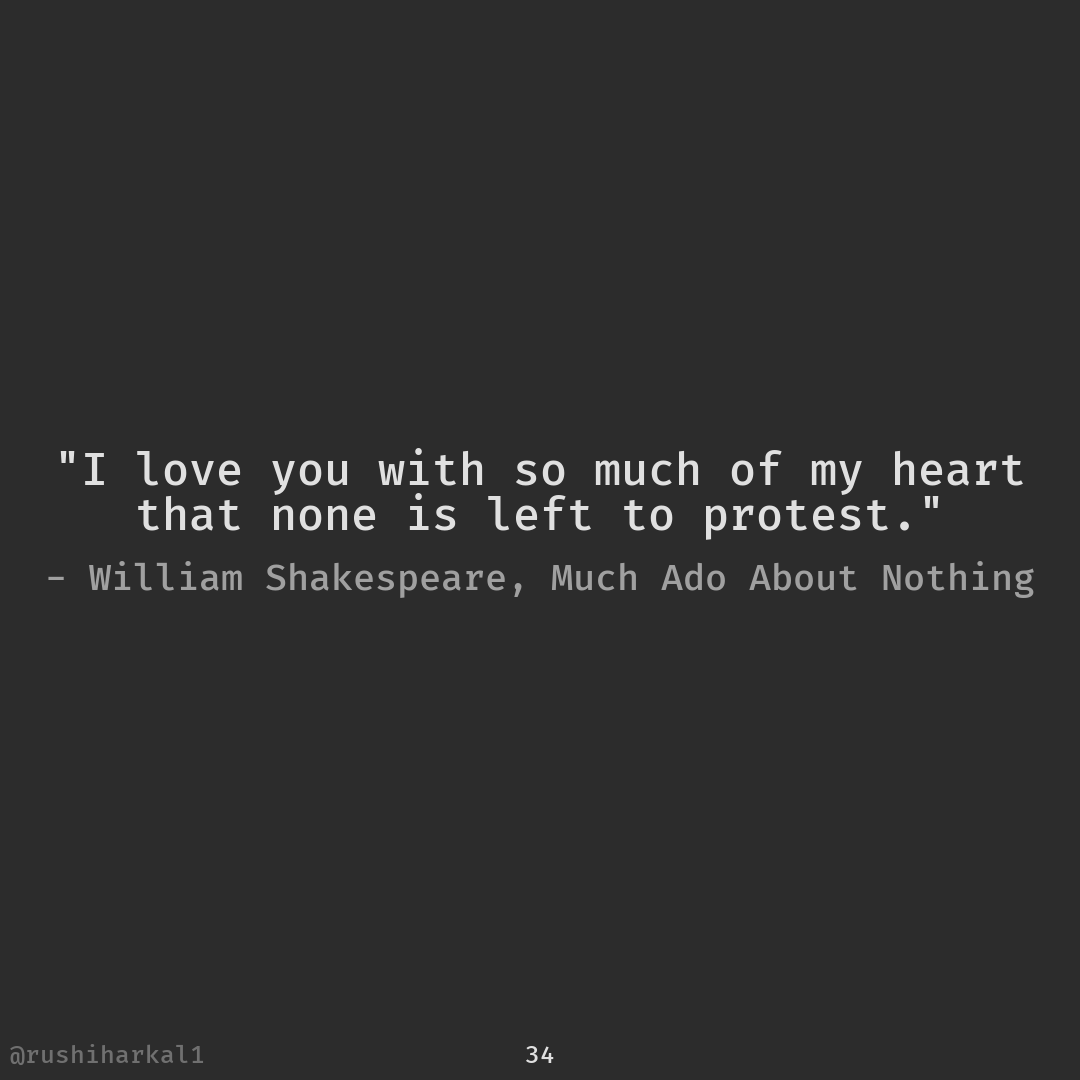 "I love you with so much of my heart
that none is left to protest."
– William Shakespeare, Much Ado About Nothing
@rushiharkal1
34